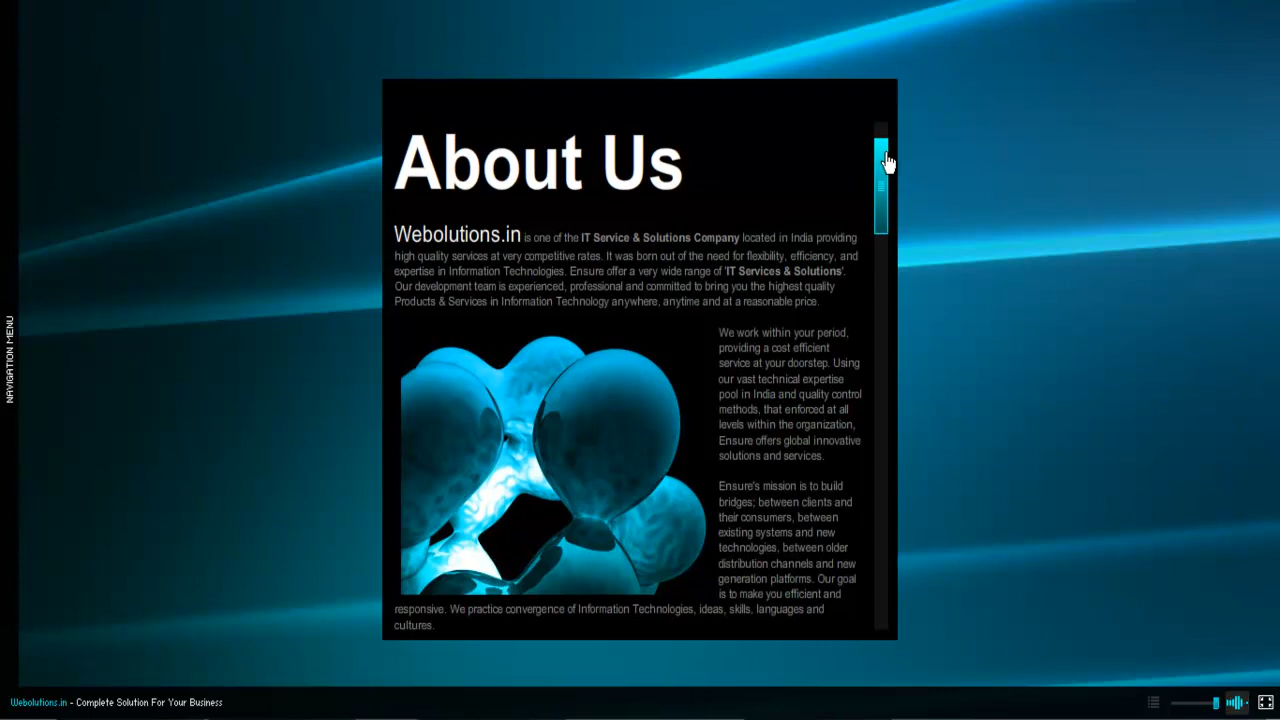 About Us
Webolutions.in is one of the IT Service & Solutions Company located in India providing
high quality services at very competitive rates. It was born out of the need for flexibility, efficiency, and
expertise in Information Technologies. Ensure offer a very wide range of 'IT Services & Solutions'.
Our development team is experienced, professional and committed to bring you the highest quality
Products & Services in Information Technology anywhere, anytime and at a reasonable price.
We work within your period,
providing a cost efficient
service at your doorstep. Using
our vast technical expertise
pool in India and quality control
methods, that enforced at all
levels within the organization,
Ensure offers global innovative
solutions and services.
Ensure's mission is to build
bridges; between clients and
their consumers, between
existing systems and new
technologies, between older
distribution channels and new
generation platforms. Our goal
is to make you efficient and
responsive. We practice convergence of Information Technologies, ideas, skills, languages and
cultures.
NAVIGATION MENU
Webolutions.in - Complete Solution For Your Business